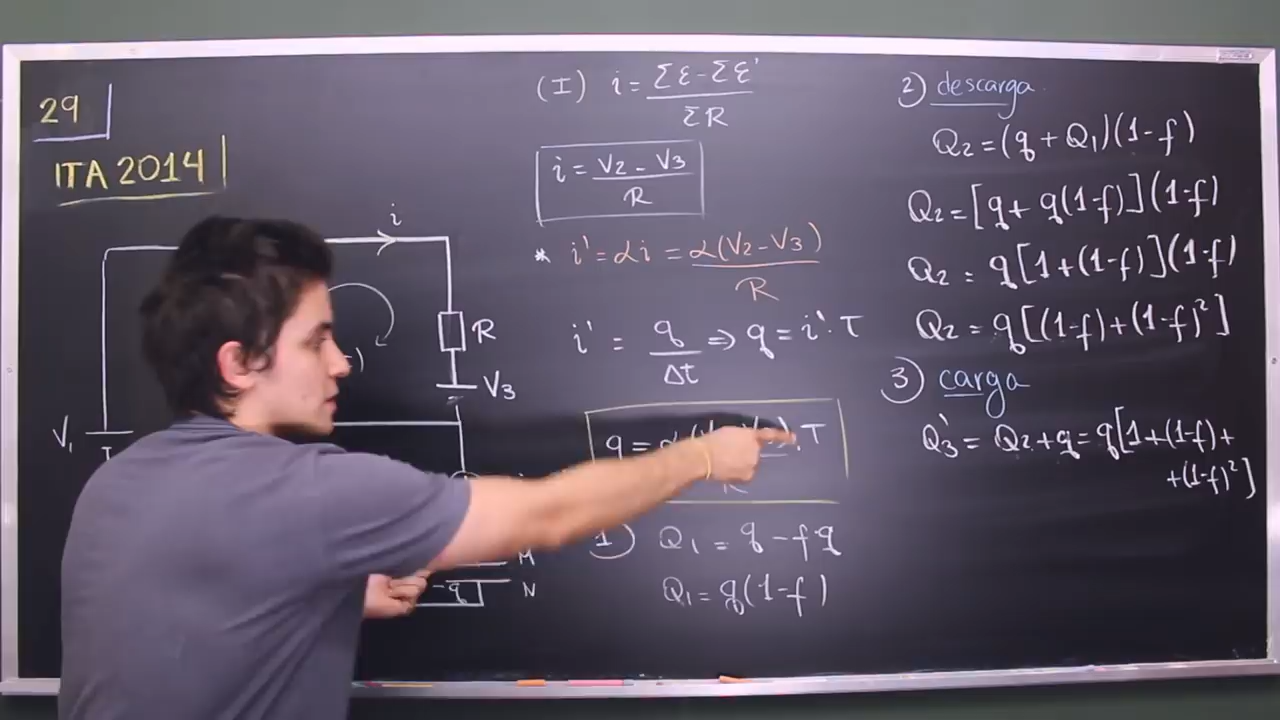 29
ITA 2014
i
R
V3
V1
M
-q N
(I) i = Σε - Σε' / ΣR
i = V2 - V3 / R
* i' = αi = α(V2 - V3) / R
i' = q / Δt ⇒ q = i'. T
q = α . T
1) Q1 = q - fq
Q1 = q(1-f)
2) descarga
Q2 = (q + Q1)(1-f)
Q2 = [q + q(1-f)](1-f)
Q2 = q[1+(1-f)](1-f)
Q2 = q[(1-f)+(1-f)²]
3) carga
Q'3 = Q2+q = q[1+(1-f)+
+(1-f)²]